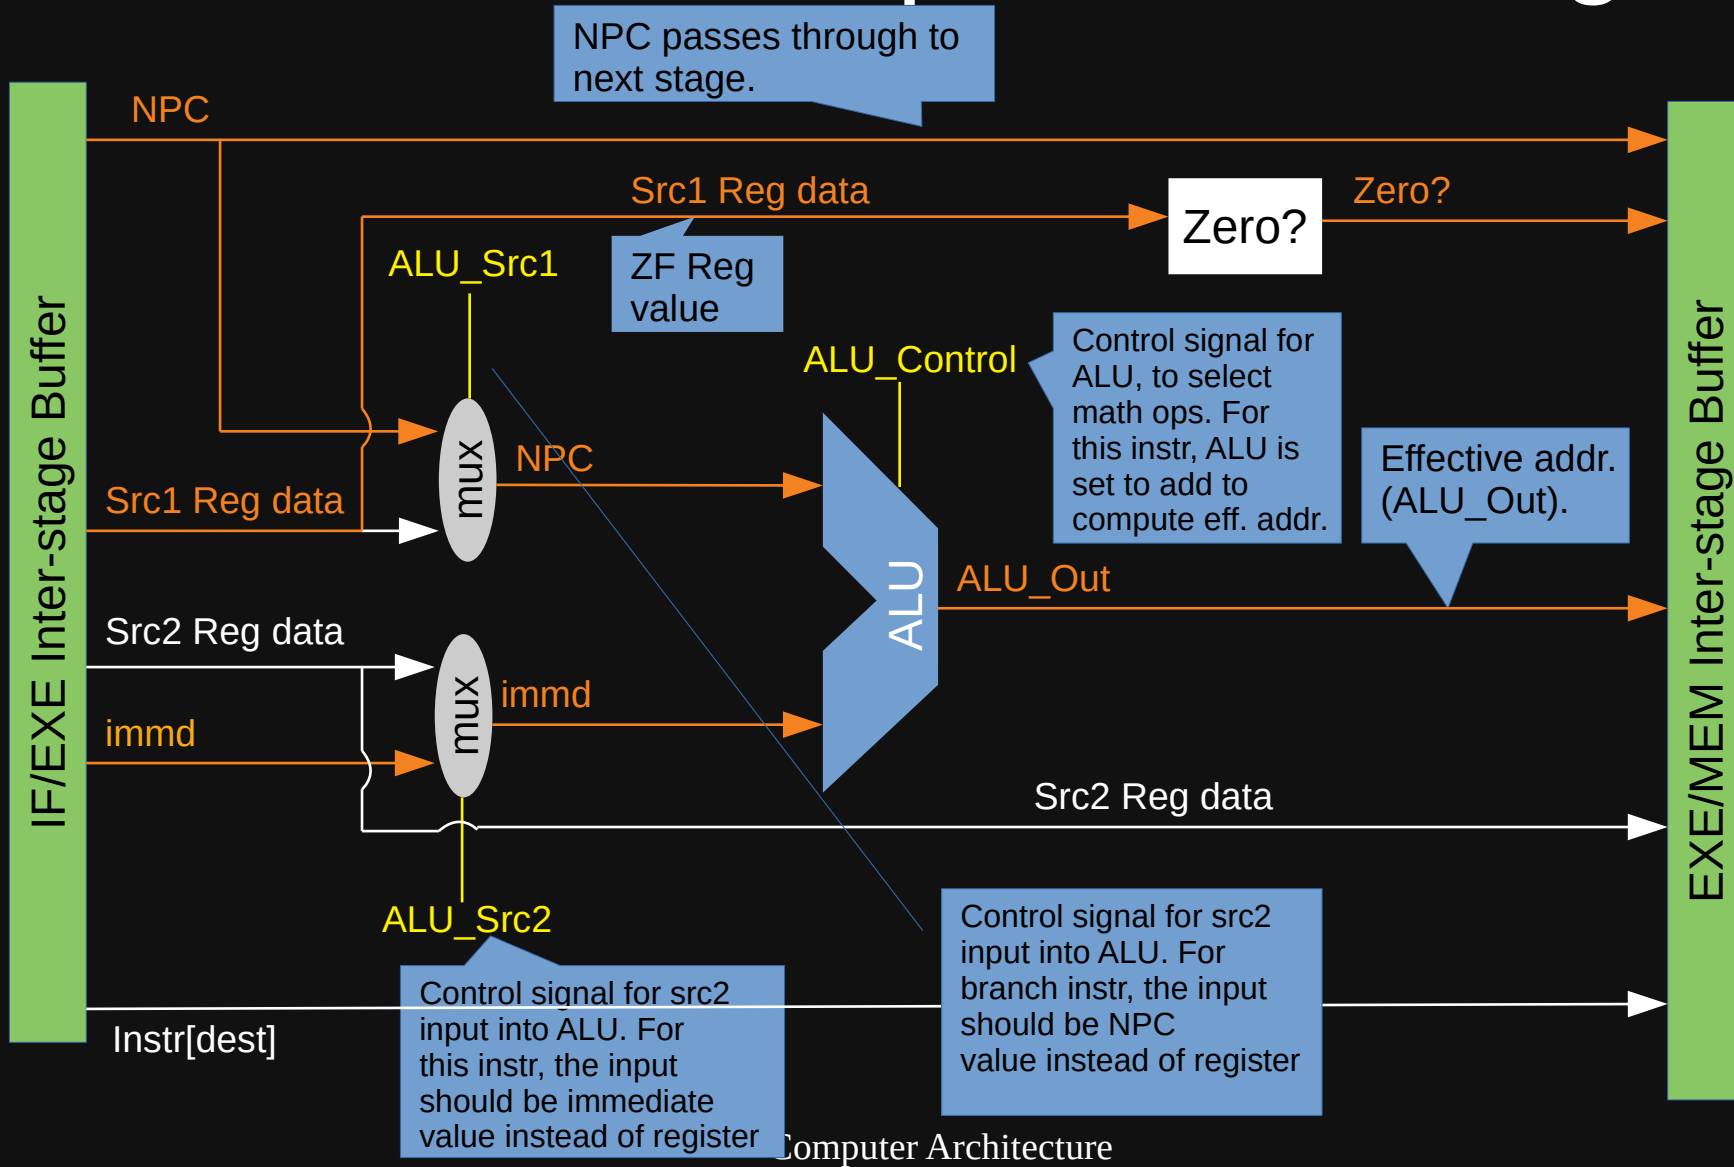 NPC passes through to
next stage.
NPC
Src1 Reg data
Zero?
Zero?
ALU_Src1
ZF Reg
value
ALU_Control
Control signal for
ALU, to select
math ops. For
this instr, ALU is
set to add to
compute eff. addr.
Effective addr.
(ALU_Out).
IF/EXE Inter-stage Buffer
EXE/MEM Inter-stage Buffer
mux
NPC
Src1 Reg data
ALU
ALU_Out
Src2 Reg data
mux
immd
immd
Src2 Reg data
ALU_Src2
Control signal for src2
input into ALU. For
branch instr, the input
should be NPC
value instead of register
Control signal for src2
input into ALU. For
this instr, the input
should be immediate
value instead of register
Instr[dest]
Computer Architecture